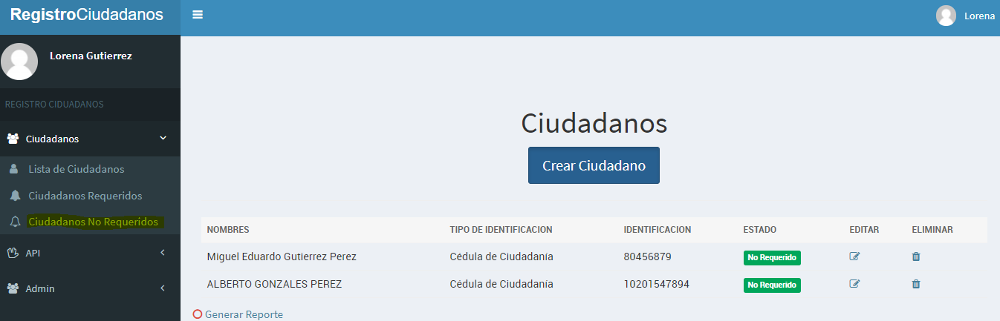 RegistroCiudadanos
Lorena
Lorena Gutierrez
REGISTRO CIDUADANOS
Ciudadanos
Lista de Ciudadanos
Ciudadanos Requeridos
Ciudadanos No Requeridos
API
Admin
Ciudadanos
Crear Ciudadano
NOMBRES TIPO DE IDENTIFICACION IDENTIFICACION ESTADO EDITAR ELIMINAR
Miguel Eduardo Gutierrez Perez Cédula de Ciudadanía 80456879 No Requerido
ALBERTO GONZALES PEREZ Cédula de Ciudadanía 10201547894 No Requerido
Generar Reporte